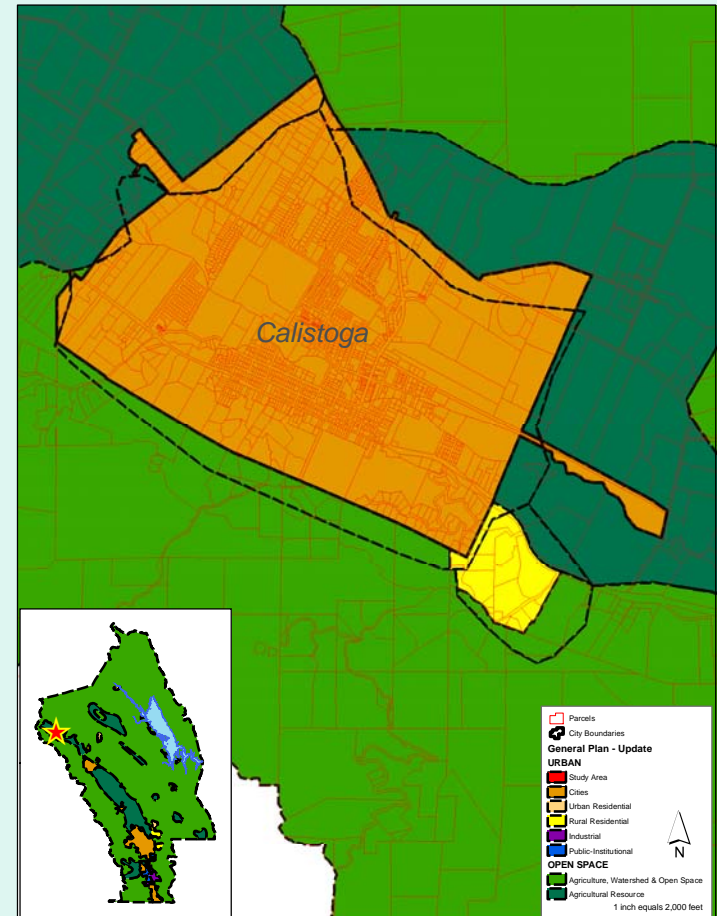 Calistoga
Parcels
City Boundaries
General Plan - Update
URBAN
Study Area
Cities
Urban Residential
Rural Residential
Industrial
Public-Institutional
N
OPEN SPACE
Agriculture, Watershed & Open Space
Agricultural Resource
1 inch equals 2,000 feet